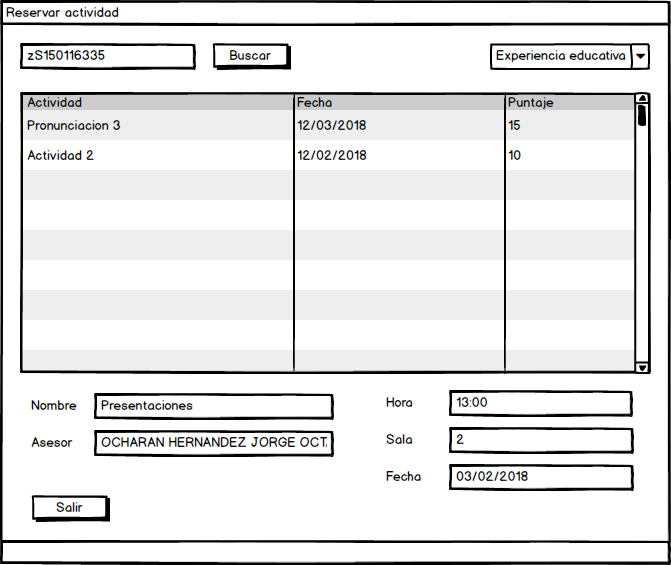 Reservar actividad
zS150116335
Buscar
Experiencia educativa
Actividad Fecha Puntaje
Pronunciacion 3 12/03/2018 15
Actividad 2 12/02/2018 10
Nombre Presentaciones
Asesor OCHARAN HERNANDEZ JORGE OCT
Hora 13:00
Sala 2
Fecha 03/02/2018
Salir